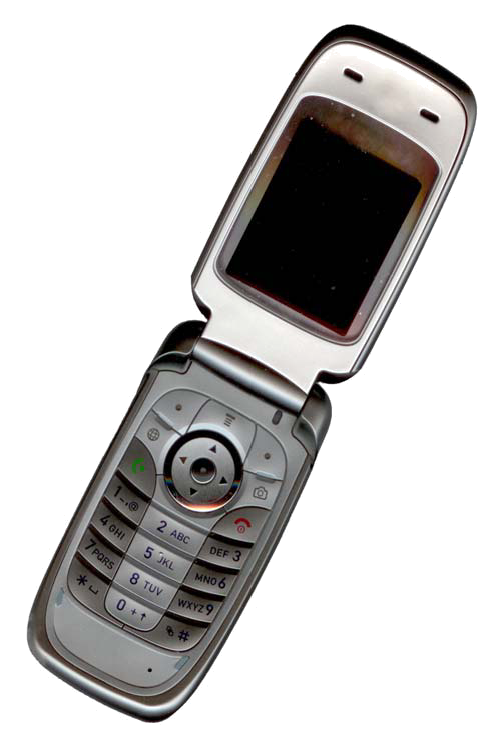 1 -,@
2 ABC
DEF 3
4 GHI
5 JKL
MNO 6
7 PQRS
8 TUV
WXYZ 9
*
0 +
#